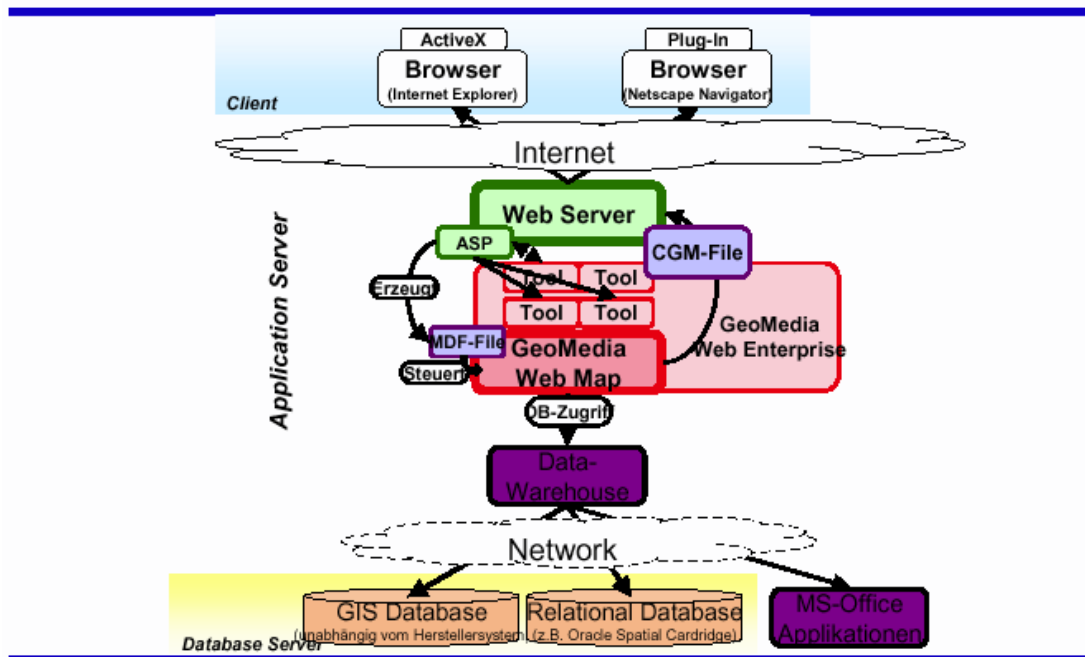 ActiveX
Plug-In
Browser
(Internet Explorer)
Browser
(Netscape Navigator)
Client
Internet
Application Server
Web Server
ASP
CGM-File
Tool
Tool
Erzeugt
Tool
Tool
GeoMedia
Web Enterprise
MDF-File
GeoMedia
Web Map
Steuert
DB-Zugriff
Data-
Warehouse
Network
GIS Database
(unabhängig vom Herstellersystem)
Relational Database
(z.B. Oracle Spatial Cardridge)
MS-Office
Applikationen
Database Server